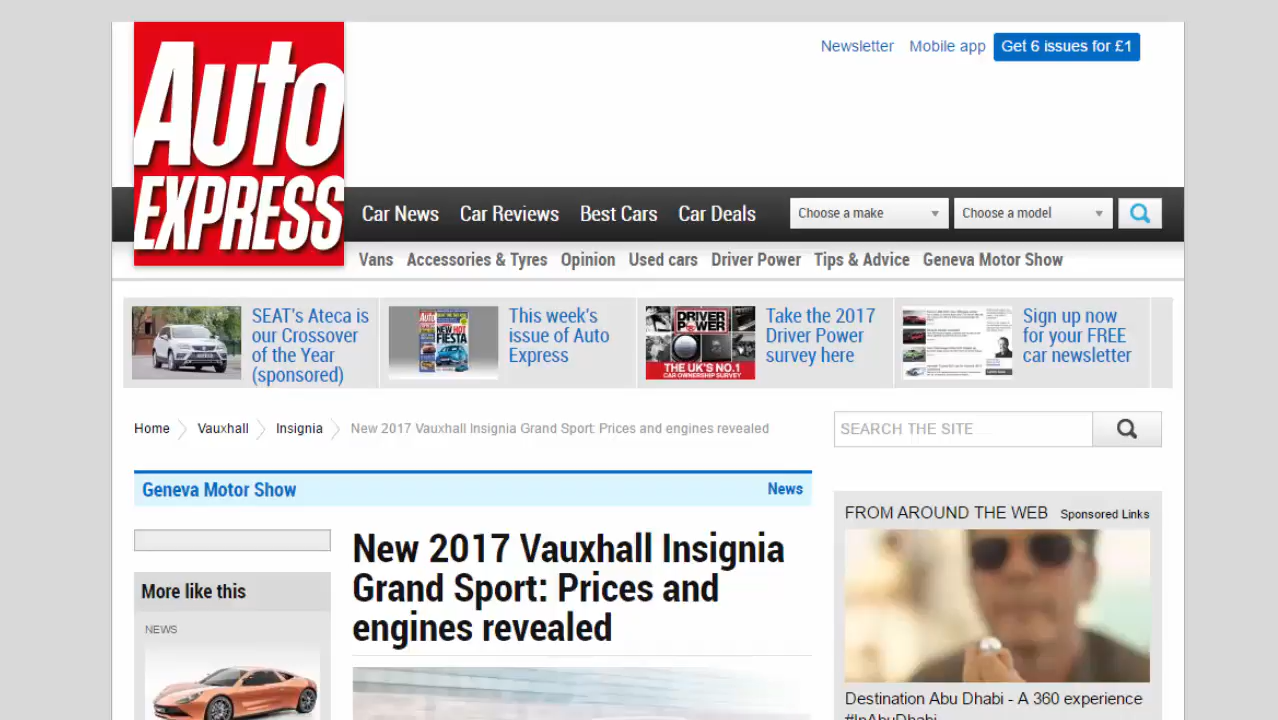 Auto
EXPRESS
Newsletter Mobile app Get 6 issues for £1
Car News Car Reviews Best Cars Car Deals Choose a make Choose a model
Vans Accessories & Tyres Opinion Used cars Driver Power Tips & Advice Geneva Motor Show
SEAT's Ateca is
our Crossover
of the Year
(sponsored)
Auto
NEW HOT
FIESTA
This week's
issue of Auto
Express
DRIVER
POWER
THE UK'S NO.1
CAR OWNERSHIP SURVEY
Take the 2017
Driver Power
survey here
Sign up now
for your FREE
car newsletter
Home Vauxhall Insignia New 2017 Vauxhall Insignia Grand Sport: Prices and engines revealed
SEARCH THE SITE
Geneva Motor Show News
FROM AROUND THE WEB Sponsored Links
New 2017 Vauxhall Insignia
Grand Sport: Prices and
engines revealed
More like this
NEWS
Destination Abu Dhabi - A 360 experience
#InAbuDhabi